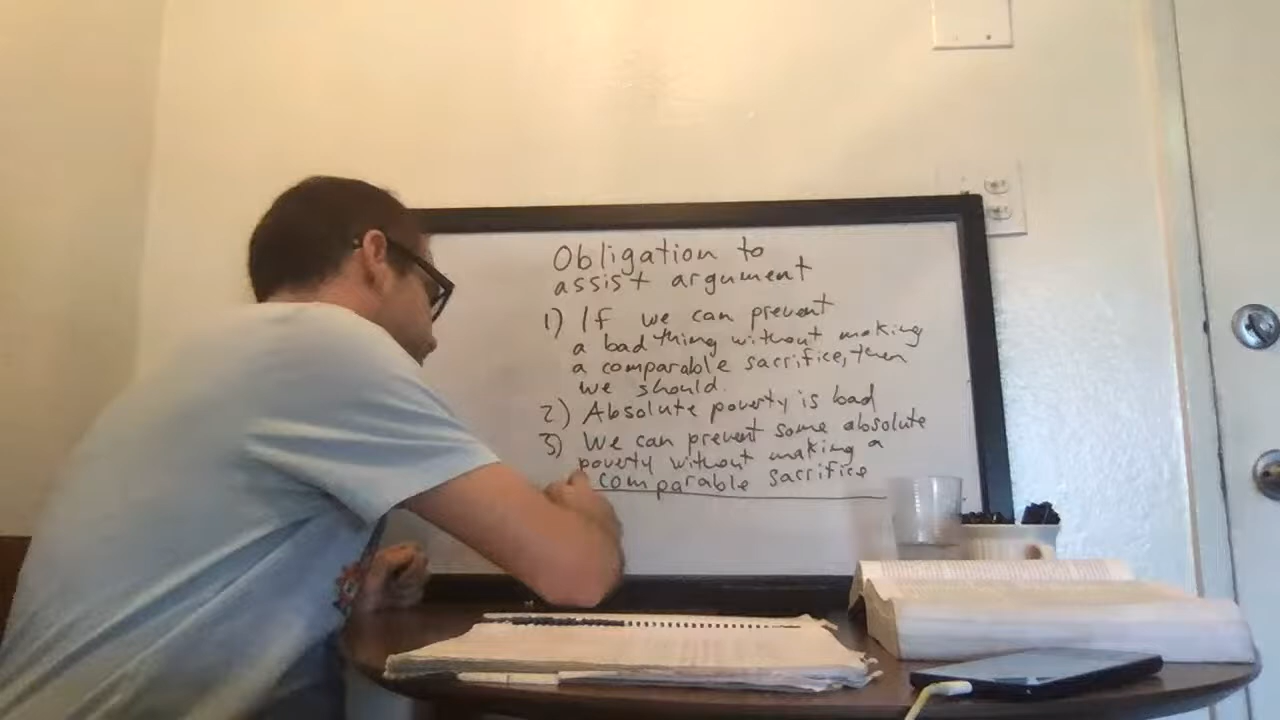 Obligation to
assist argument
1) If we can prevent
a bad thing without making
a comparable sacrifice, then
we should.
2) Absolute poverty is bad
3) We can prevent some absolute
poverty without making a
comparable sacrifice